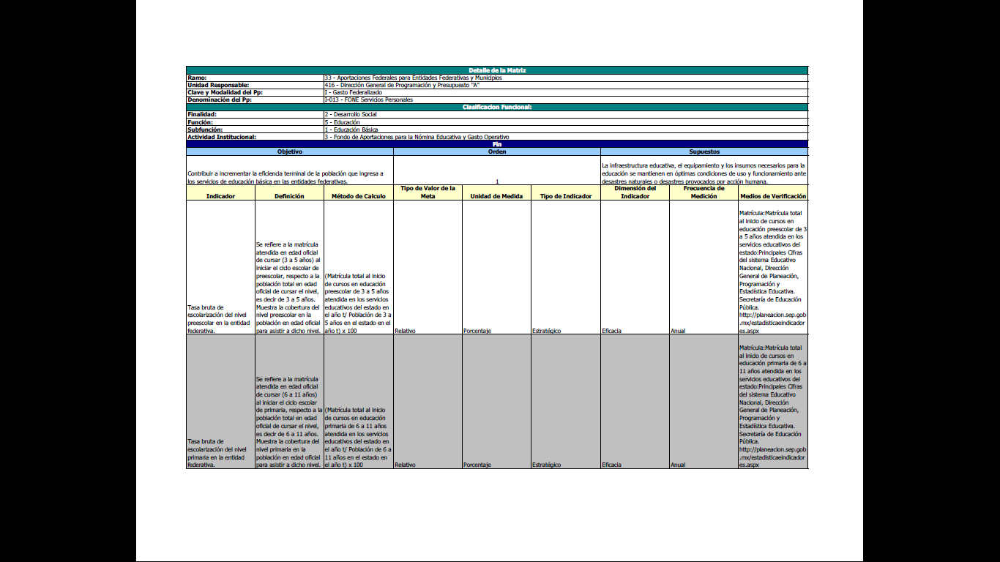 Detalle de la Matriz
Ramo: 33 - Aportaciones Federales para Entidades Federativas y Municipios
Unidad Responsable: 416 - Dirección General de Programación y Presupuesto "A"
Clave y Modalidad del Pp: I - Gasto Federalizado
Denominación del Pp: I-013 - FONE Servicios Personales
Clasificacion Funcional:
Finalidad: 2 - Desarrollo Social
Función: 5 - Educación
Subfunción: 1 - Educación Básica
Actividad Institucional: 3 - Fondo de Aportaciones para la Nómina Educativa y Gasto Operativo
Fin
Objetivo Orden Supuestos
Contribuir a incrementar la eficiencia terminal de la población que ingresa a
los servicios de educación básica en las entidades federativas.
1
La infraestructura educativa, el equipamiento y los insumos necesarios para la
educación se mantienen en óptimas condiciones de uso y funcionamiento ante
desastres naturales o desastres provocados por acción humana.
Indicador
Definición
Método de Calculo
Tipo de Valor de la
Meta
Unidad de Medida
Tipo de Indicador
Dimensión del
Indicador
Frecuencia de
Medición
Medios de Verificación
Tasa bruta de
escolarización del nivel
preescolar en la entidad
federativa.
Se refiere a la matrícula
atendida en edad oficial
de cursar (3 a 5 años) al
iniciar el ciclo escolar de
preescolar, respecto a la
población total en edad
oficial de cursar el nivel,
es decir de 3 a 5 años.
Muestra la cobertura del
nivel preescolar en la
población en edad oficial
para asistir a dicho nivel.
(Matrícula total al inicio
de cursos en educación
preescolar de 3 a 5 años
atendida en los servicios
educativos del estado en
el año t/ Población de 3 a
5 años en el estado en el
año t) x 100
Relativo
Porcentaje
Estratégico
Eficacia
Anual
Matrícula:Matrícula total
al inicio de cursos en
educación preescolar de 3
a 5 años atendida en los
servicios educativos del
estado:Principales Cifras
del sistema Educativo
Nacional, Dirección
General de Planeación,
Programación y
Estadística Educativa.
Secretaría de Educación
Pública.
http://planeacion.sep.gob
.mx/estadisticaeindicador
es.aspx
Tasa bruta de
escolarización del nivel
primaria en la entidad
federativa.
Se refiere a la matrícula
atendida en edad oficial
de cursar (6 a 11 años)
al iniciar el ciclo escolar
de primaria, respecto a la
población total en edad
oficial de cursar el nivel,
es decir de 6 a 11 años.
Muestra la cobertura del
nivel primaria en la
población en edad oficial
para asistir a dicho nivel.
(Matrícula total al inicio
de cursos en educación
primaria de 6 a 11 años
atendida en los servicios
educativos del estado en
el año t/ Población de 6 a
11 años en el estado en
el año t) x 100
Relativo
Porcentaje
Estratégico
Eficacia
Anual
Matrícula:Matrícula total
al inicio de cursos en
educación primaria de 6 a
11 años atendida en los
servicios educativos del
estado:Principales Cifras
del sistema Educativo
Nacional, Dirección
General de Planeación,
Programación y
Estadística Educativa.
Secretaría de Educación
Pública.
http://planeacion.sep.gob
.mx/estadisticaeindicador
es.aspx